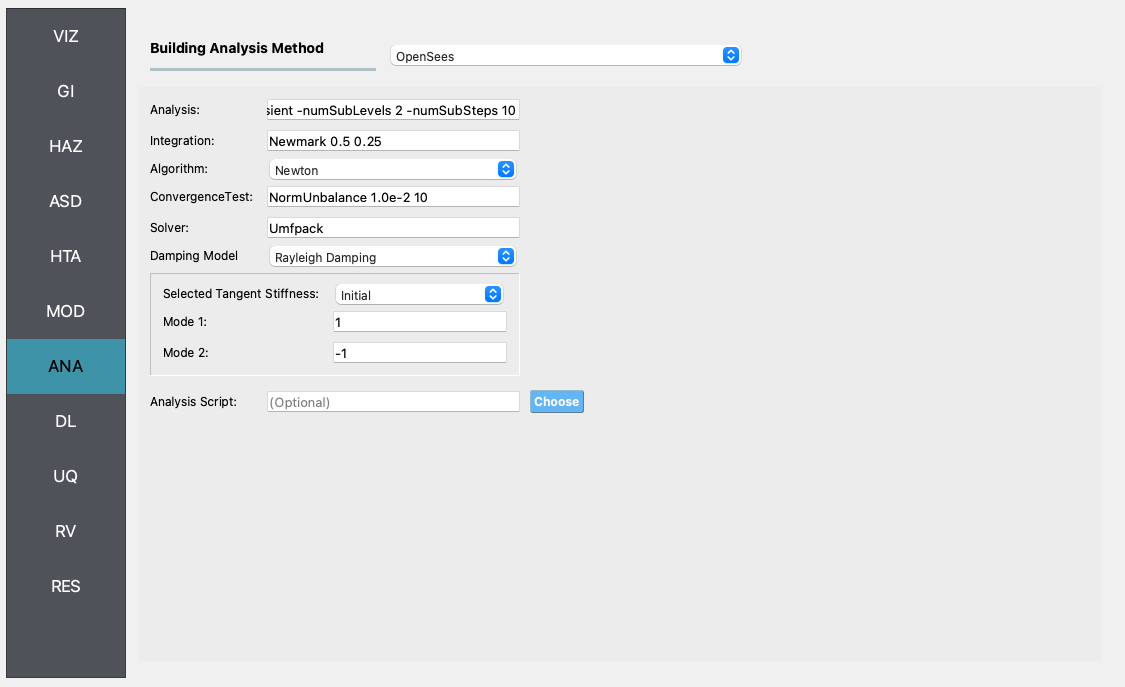 VIZ
GI
HAZ
ASD
HTA
MOD
ANA
DL
UQ
RV
RES
Building Analysis Method OpenSees
Analysis: sient -numSubLevels 2 -numSubSteps 10
Integration: Newmark 0.5 0.25
Algorithm: Newton
ConvergenceTest: NormUnbalance 1.0e-2 10
Solver: Umfpack
Damping Model Rayleigh Damping
Selected Tangent Stiffness: Initial
Mode 1: 1
Mode 2: -1
Analysis Script: (Optional) Choose